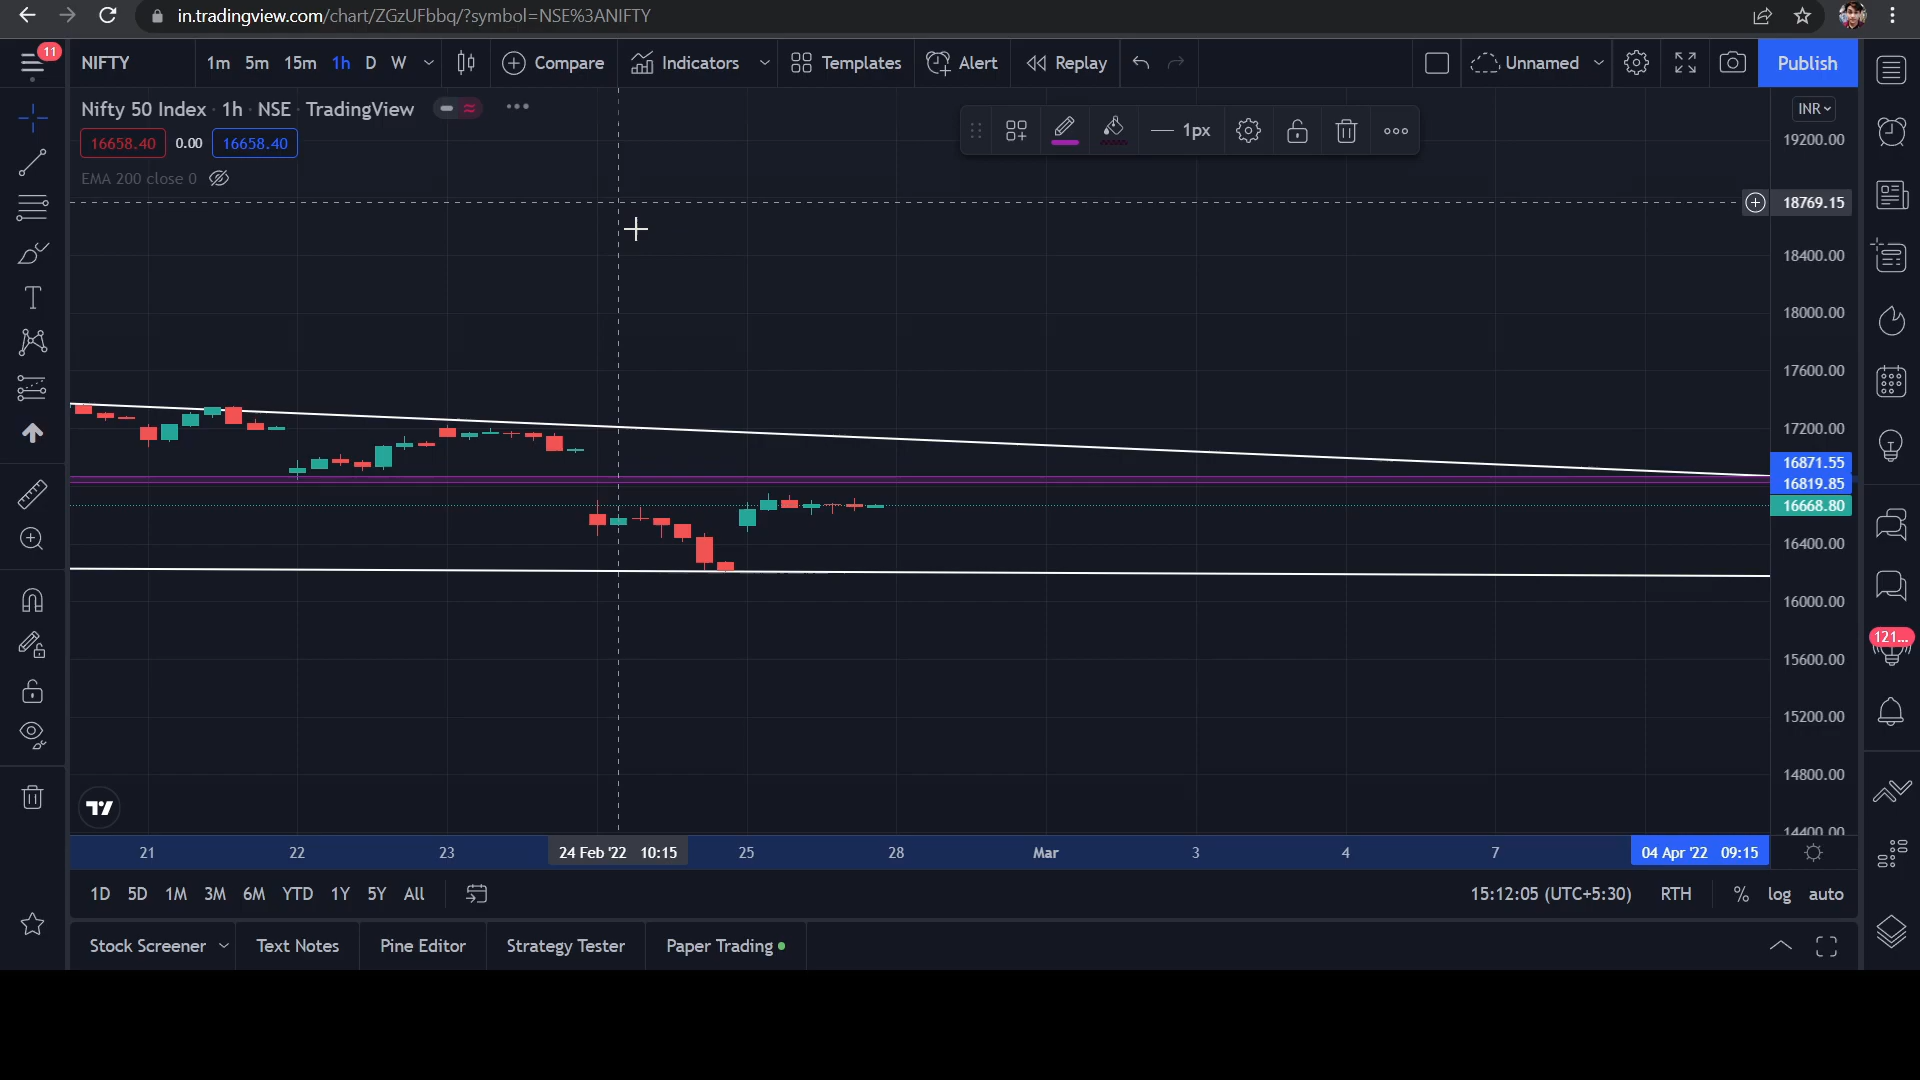 in.tradingview.com/chart/ZGzUFbbq/?symbol=NSE%3ANIFTY
11
NIFTY 1m 5m 15m 1h D W Compare Indicators Templates Alert Replay Unnamed Publish
Nifty 50 Index · 1h · NSE TradingView
INR
16658.40 0.00 16658.40
1px
EMA 200 close 0
19200.00
18769.15
18400.00
18000.00
17600.00
17200.00
16871.55
16819.85
16668.80
16400.00
16000.00
121...
15600.00
15200.00
14800.00
14400.00
21 22 23 24 Feb '22 10:15 25 28 Mar 3 4 7 04 Apr '22 09:15
1D 5D 1M 3M 6M YTD 1Y 5Y All 15:12:05 (UTC+5:30) RTH % log auto
Stock Screener Text Notes Pine Editor Strategy Tester Paper Trading